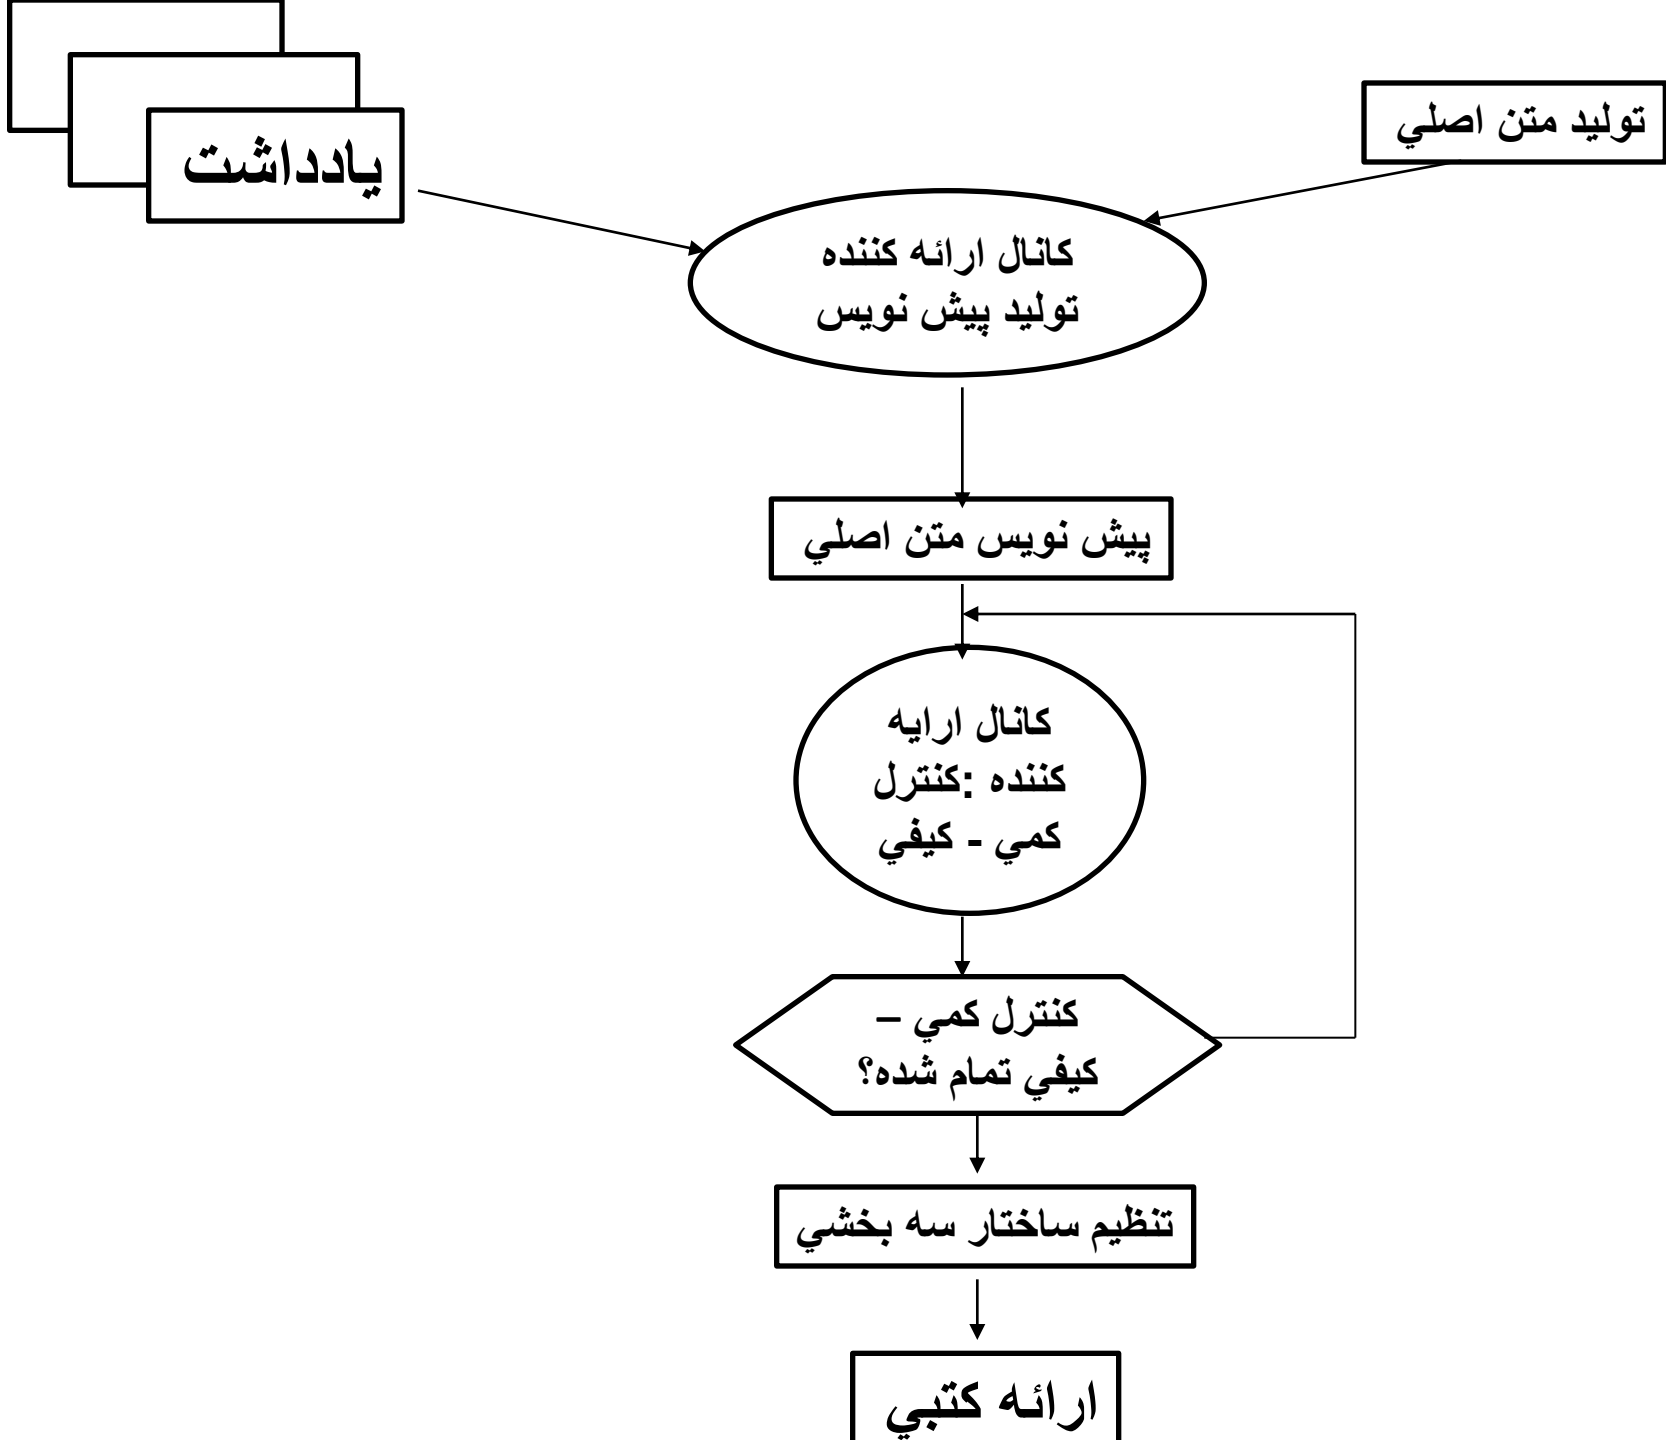 توليد متن اصلي
يادداشت
كانال ارائه كننده
توليد پيش نويس
پيش نويس متن اصلي
كانال ارايه
كننده :كنترل
كمي - كيفي
كنترل كمي –
كيفي تمام شده؟
تنظيم ساختار سه بخشي
ارائه كتبي